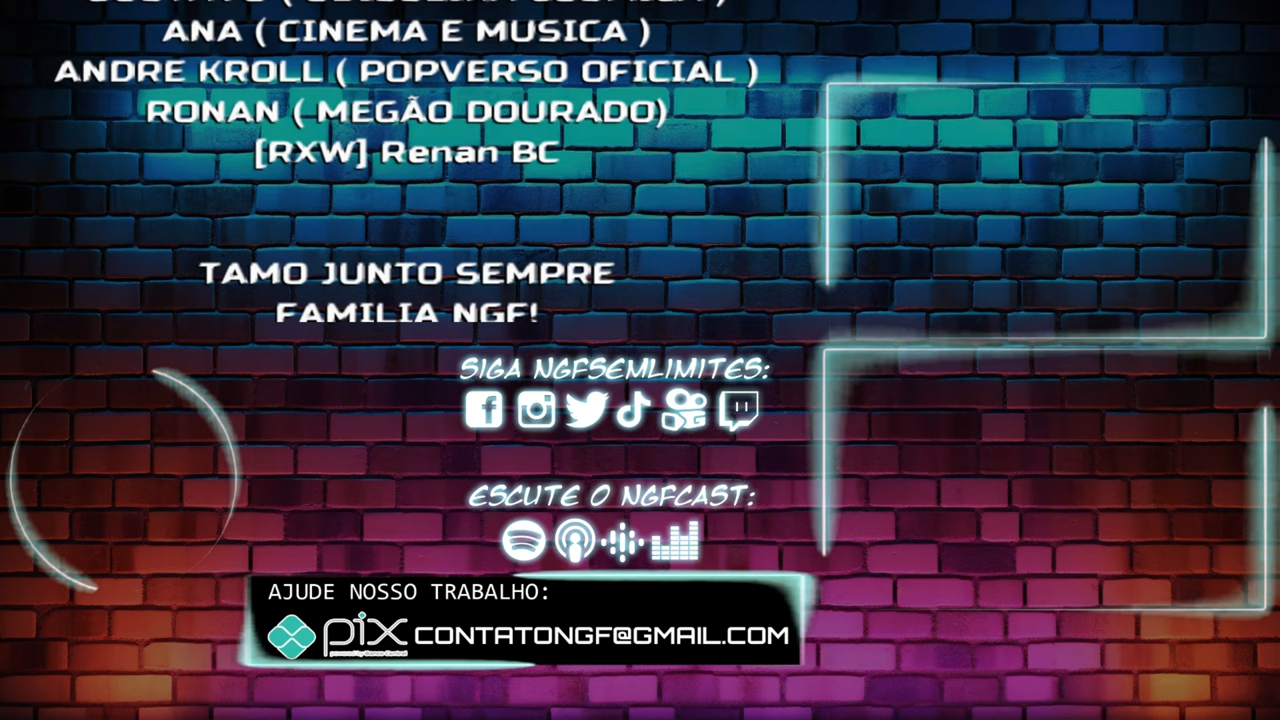 ANA ( CINEMA E MUSICA )
ANDRE KROLL ( POPVERSO OFICIAL )
RONAN ( MEGÃO DOURADO)
[RXW] Renan BC
TAMO JUNTO SEMPRE
FAMILIA NGF!
SIGA NGFSEMLIMITES:
ESCUTE O NGFCAST:
AJUDE NOSSO TRABALHO:
pix CONTATONGF@GMAIL.COM